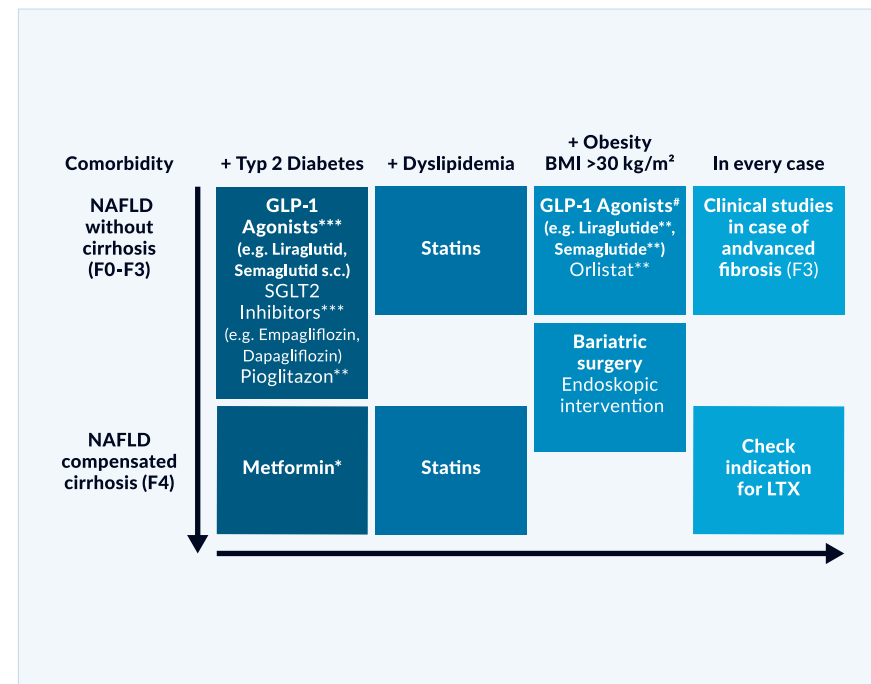 Comorbidity
+ Typ 2 Diabetes
+ Dyslipidemia
+ Obesity
BMI >30 kg/m²
In every case
NAFLD
without
cirrhosis
(F0-F3)
GLP-1
Agonists***
(e.g. Liraglutid,
Semaglutid s.c.)
SGLT2
Inhibitors***
(e.g. Empagliflozin,
Dapagliflozin)
Pioglitazon**
Statins
GLP-1 Agonists#
(e.g. Liraglutide**,
Semaglutide**)
Orlistat**
Clinical studies
in case of
andvanced
fibrosis (F3)
Bariatric
surgery
Endoskopic
intervention
NAFLD
compensated
cirrhosis (F4)
Metformin*
Statins
Check
indication
for LTX